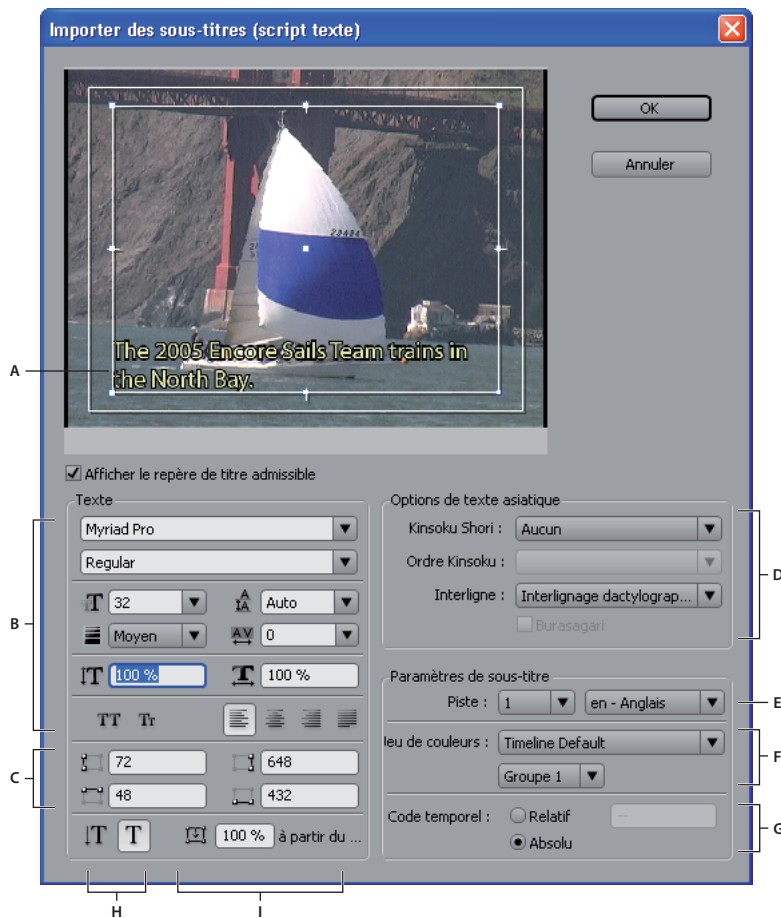 Importer des sous-titres (script texte)
OK
Annuler
28484
The 2005 Encore Sails Team trains in
the North Bay.
A
Afficher le repère de titre admissible
Texte
Myriad Pro
Regular
32
Auto
Moyen
0
100 %
100 %
TT Tr
B
72
648
48
432
C
100 % à partir du ...
H
I
Options de texte asiatique
Kinsoku Shori : Aucun
Ordre Kinsoku :
Interligne : Interlignage dactylograp...
Burasagari
D
Paramètres de sous-titre
Piste : 1 en - Anglais
E
Jeu de couleurs : Timeline Default
Groupe 1
F
Code temporel : Relatif --
Absolu
G